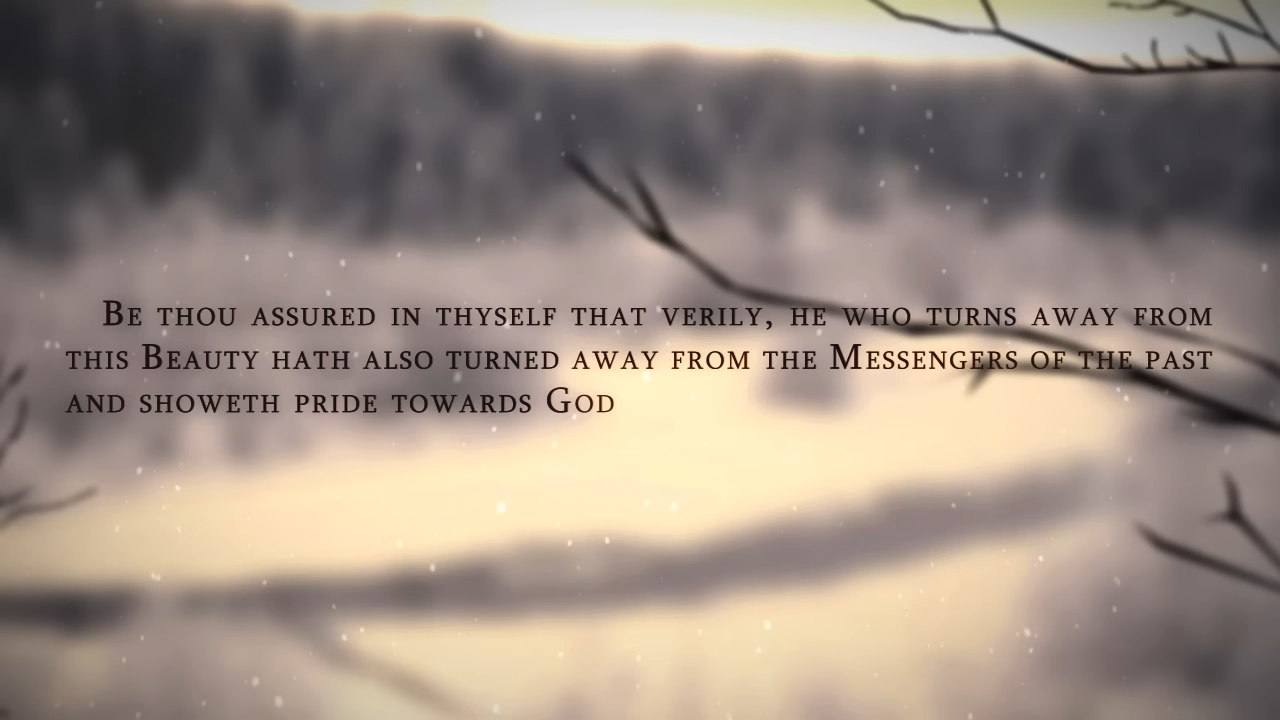 Be thou assured in thyself that verily, he who turns away from
this Beauty hath also turned away from the Messengers of the past
and showeth pride towards God